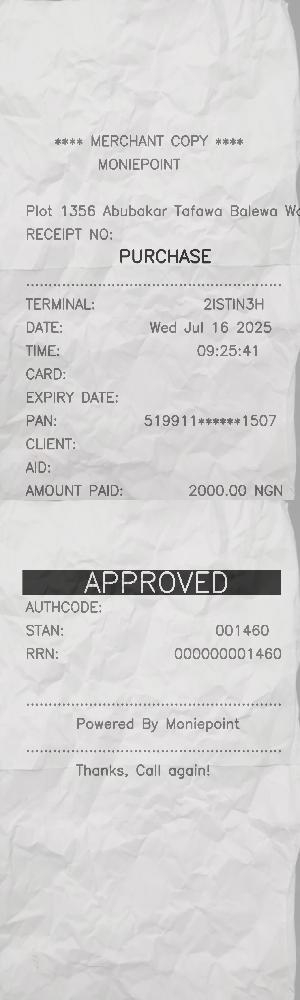 **** MERCHANT COPY ****
MONIEPOINT
Plot 1356 Abubakar Tafawa Balewa
RECEIPT NO:
PURCHASE
TERMINAL: 2ISTIN3H
DATE: Wed Jul 16 2025
TIME: 09:25:41
CARD:
EXPIRY DATE:
PAN: 519911******1507
CLIENT:
AID:
AMOUNT PAID: 2000.00 NGN
APPROVED
AUTHCODE:
STAN: 001460
RRN: 000000001460
Powered By Moniepoint
Thanks, Call again!